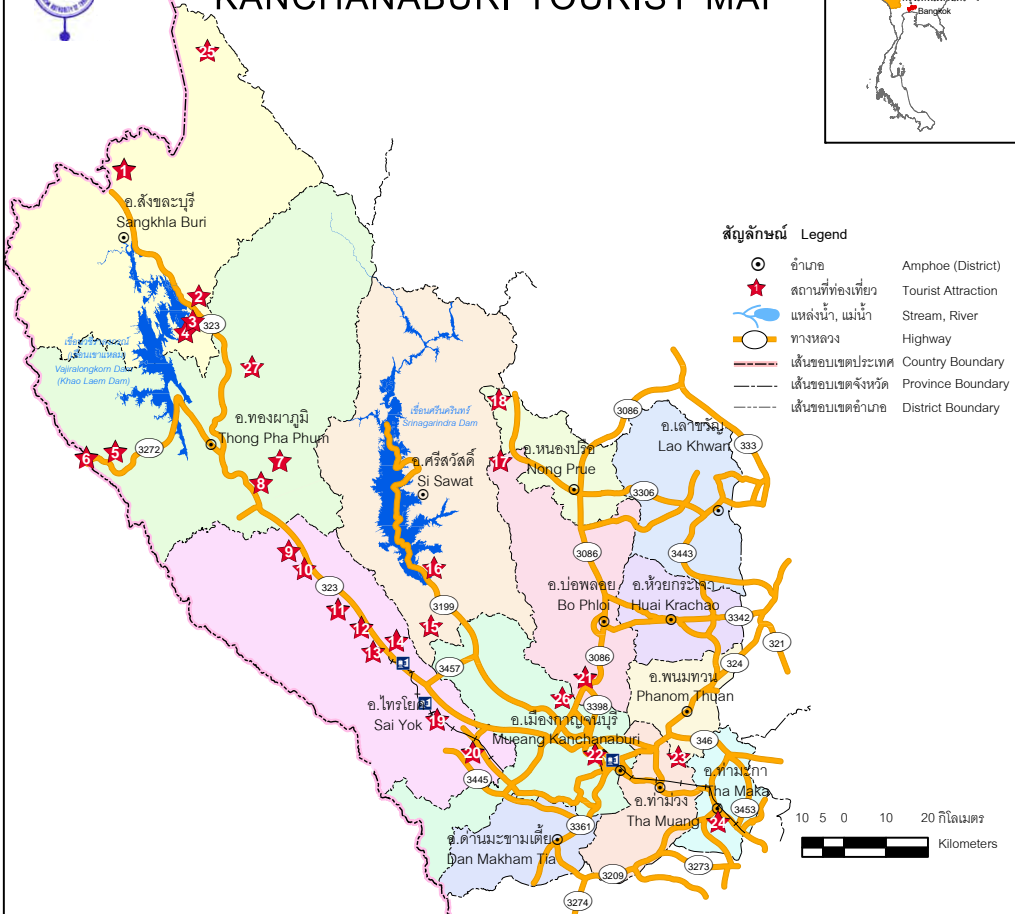 KANCHANABURI TOURIST MAP
Bangkok
25
1
อ.สังขละบุรี
Sangkhla Buri
สัญลักษณ์ Legend
อำเภอ Amphoe (District)
1 สถานที่ท่องเที่ยว Tourist Attraction
แหล่งน้ำ, แม่น้ำ Stream, River
ทางหลวง Highway
เส้นขอบเขตประเทศ Country Boundary
เส้นขอบเขตจังหวัด Province Boundary
เส้นขอบเขตอำเภอ District Boundary
2
3
4
323
Vajiralongkorn Dam
(Khao Laem Dam)
27
18
3086
อ.ทองผาภูมิ
Thong Pha Phum
เขื่อนศรีนครินทร์
Srinagarindra Dam
อ.เลาขวัญ
Lao Khwan
333
5
6
3272
7
8
อ.ศรีสวัสดิ์
Si Sawat
17
อ.หนองปรือ
Nong Prue
3306
9
10
323
16
3086
3443
11
12
13
14
15
3199
อ.บ่อพลอย
Bo Phloi
อ.ห้วยกระเจา
Huai Krachao
3342
321
3457
3086
324
21
26
3398
อ.พนมทวน
Phanom Thuan
อ.ไทรโยค
Sai Yok
19
อ.เมืองกาญจนบุรี
Mueang Kanchanaburi
346
20
22
23
3445
อ.ท่ามะกา
Tha Maka
อ.ท่าม่วง
Tha Muang
3453
24
3361
อ.ด่านมะขามเตี้ย
Dan Makham Tia
3209
3273
3274
10 5 0 10 20 กิโลเมตร
Kilometers